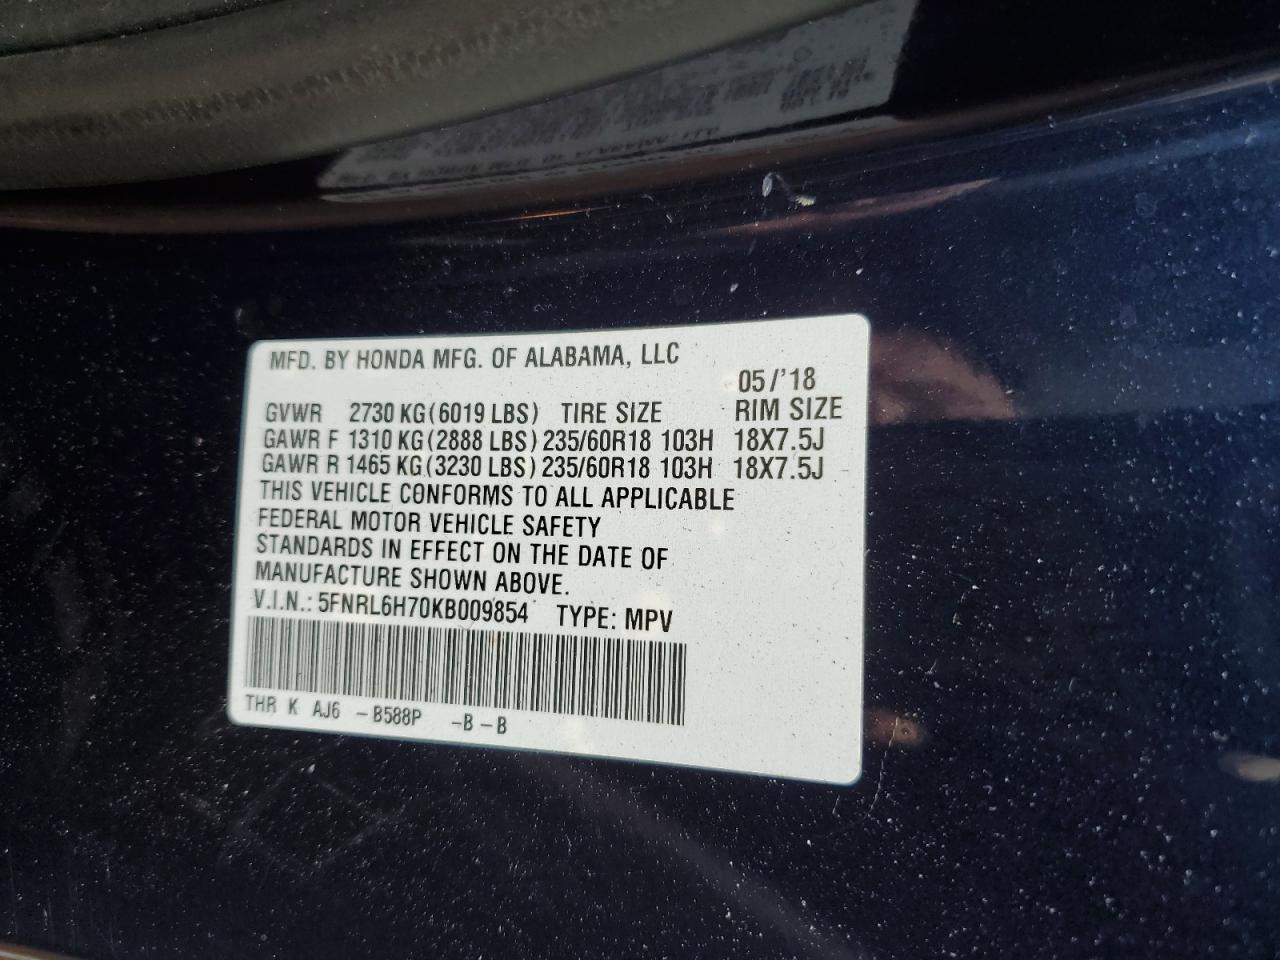 MFD. BY HONDA MFG. OF ALABAMA, LLC
05/'18
GVWR 2730 KG(6019 LBS) TIRE SIZE RIM SIZE
GAWR F 1310 KG(2888 LBS) 235/60R18 103H 18X7.5J
GAWR R 1465 KG(3230 LBS) 235/60R18 103H 18X7.5J
THIS VEHICLE CONFORMS TO ALL APPLICABLE
FEDERAL MOTOR VEHICLE SAFETY
STANDARDS IN EFFECT ON THE DATE OF
MANUFACTURE SHOWN ABOVE.
V.I.N.: 5FNRL6H70KB009854 TYPE: MPV
THR K AJ6 -B588P -B-B